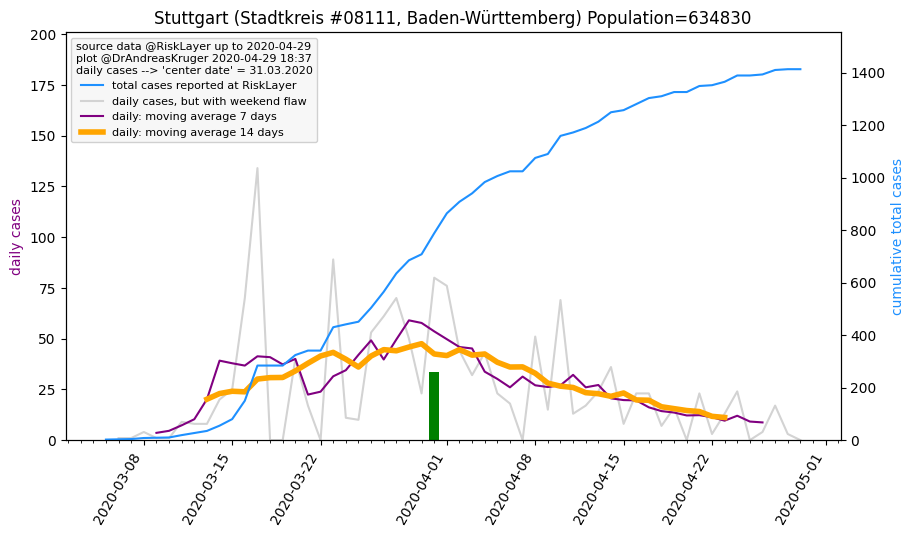 Stuttgart (Stadtkreis #08111, Baden-Württemberg) Population=634830
source data @RiskLayer up to 2020-04-29
plot @DrAndreasKruger 2020-04-29 18:37
daily cases --> 'center date' = 31.03.2020
total cases reported at RiskLayer
daily cases, but with weekend flaw
daily: moving average 7 days
daily: moving average 14 days
daily cases
200
175
150
125
100
75
50
25
0
1400
1200
1000
800
600
400
200
0
cumulative total cases
2020-03-08
2020-03-15
2020-03-22
2020-04-01
2020-04-08
2020-04-15
2020-04-22
2020-05-01